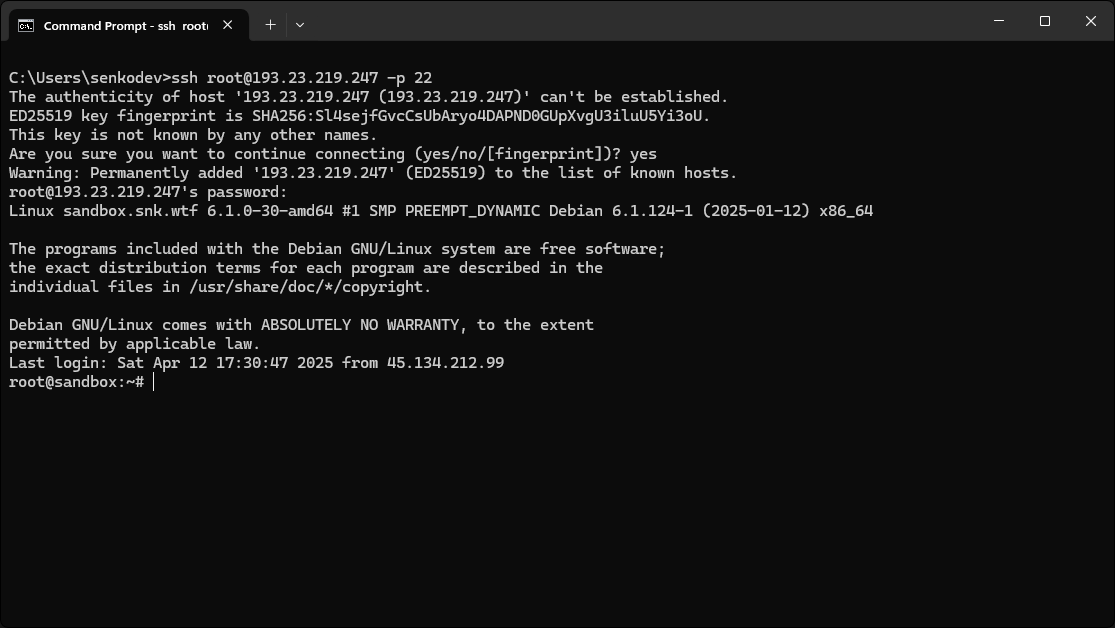 Command Prompt - ssh root
C:\Users\senkodev>ssh root@193.23.219.247 -p 22
The authenticity of host '193.23.219.247 (193.23.219.247)' can't be established.
ED25519 key fingerprint is SHA256:Sl4sejfGvcCsUbAryo4DAPND0GUpXvgU3iluU5Yi3oU.
This key is not known by any other names.
Are you sure you want to continue connecting (yes/no/[fingerprint])? yes
Warning: Permanently added '193.23.219.247' (ED25519) to the list of known hosts.
root@193.23.219.247's password:
Linux sandbox.snk.wtf 6.1.0-30-amd64 #1 SMP PREEMPT_DYNAMIC Debian 6.1.124-1 (2025-01-12) x86_64
The programs included with the Debian GNU/Linux system are free software;
the exact distribution terms for each program are described in the
individual files in /usr/share/doc/*/copyright.
Debian GNU/Linux comes with ABSOLUTELY NO WARRANTY, to the extent
permitted by applicable law.
Last login: Sat Apr 12 17:30:47 2025 from 45.134.212.99
root@sandbox:~#